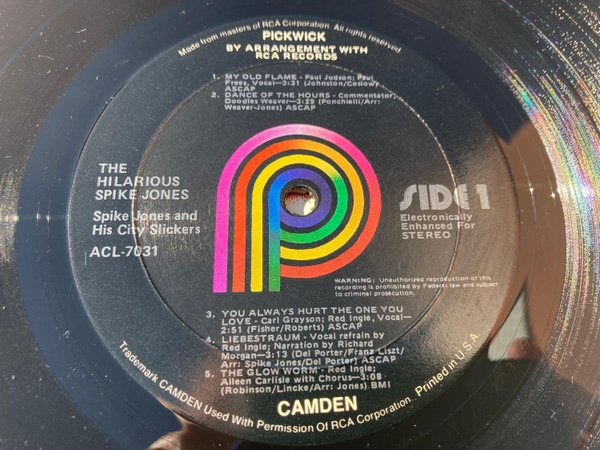 Made from masters of RCA Corporation. All rights reserved
PICKWICK
BY ARRANGEMENT WITH
RCA RECORDS
1. MY OLD FLAME - Paul Judson; Paul
Frees, Vocal-3:31 (Johnston/Coslow)
ASCAP
2. DANCE OF THE HOURS - Commentator;
Doodles Weaver-3:29 (Ponchielli/Arr:
Weaver-Jones) ASCAP
THE
HILARIOUS
SPIKE JONES
Spike Jones and
His City Slickers
ACL-7031
SIDE 1
Electronically
Enhanced For
STEREO
WARNING: Unauthorized reproduction of this
recording is prohibited by Federal law and subject
to criminal prosecution.
3. YOU ALWAYS HURT THE ONE YOU
LOVE - Carl Grayson; Red Ingle, Vocal-
2:51 (Fisher/Roberts) ASCAP
4. LIEBESTRAUM - Vocal refrain by
Red Ingle; Narration by Richard
Morgan-3:13 (Del Porter/Franz Liszt/
Arr: Spike Jones/Del Porter) ASCAP
5. THE GLOW WORM - Red Ingle;
Aileen Carlisle with Chorus-3:08
(Robinson/Lincke/Arr: Jones) BMI
CAMDEN
Trademark CAMDEN Used With Permission Of RCA Corporation. Printed in U.S.A.